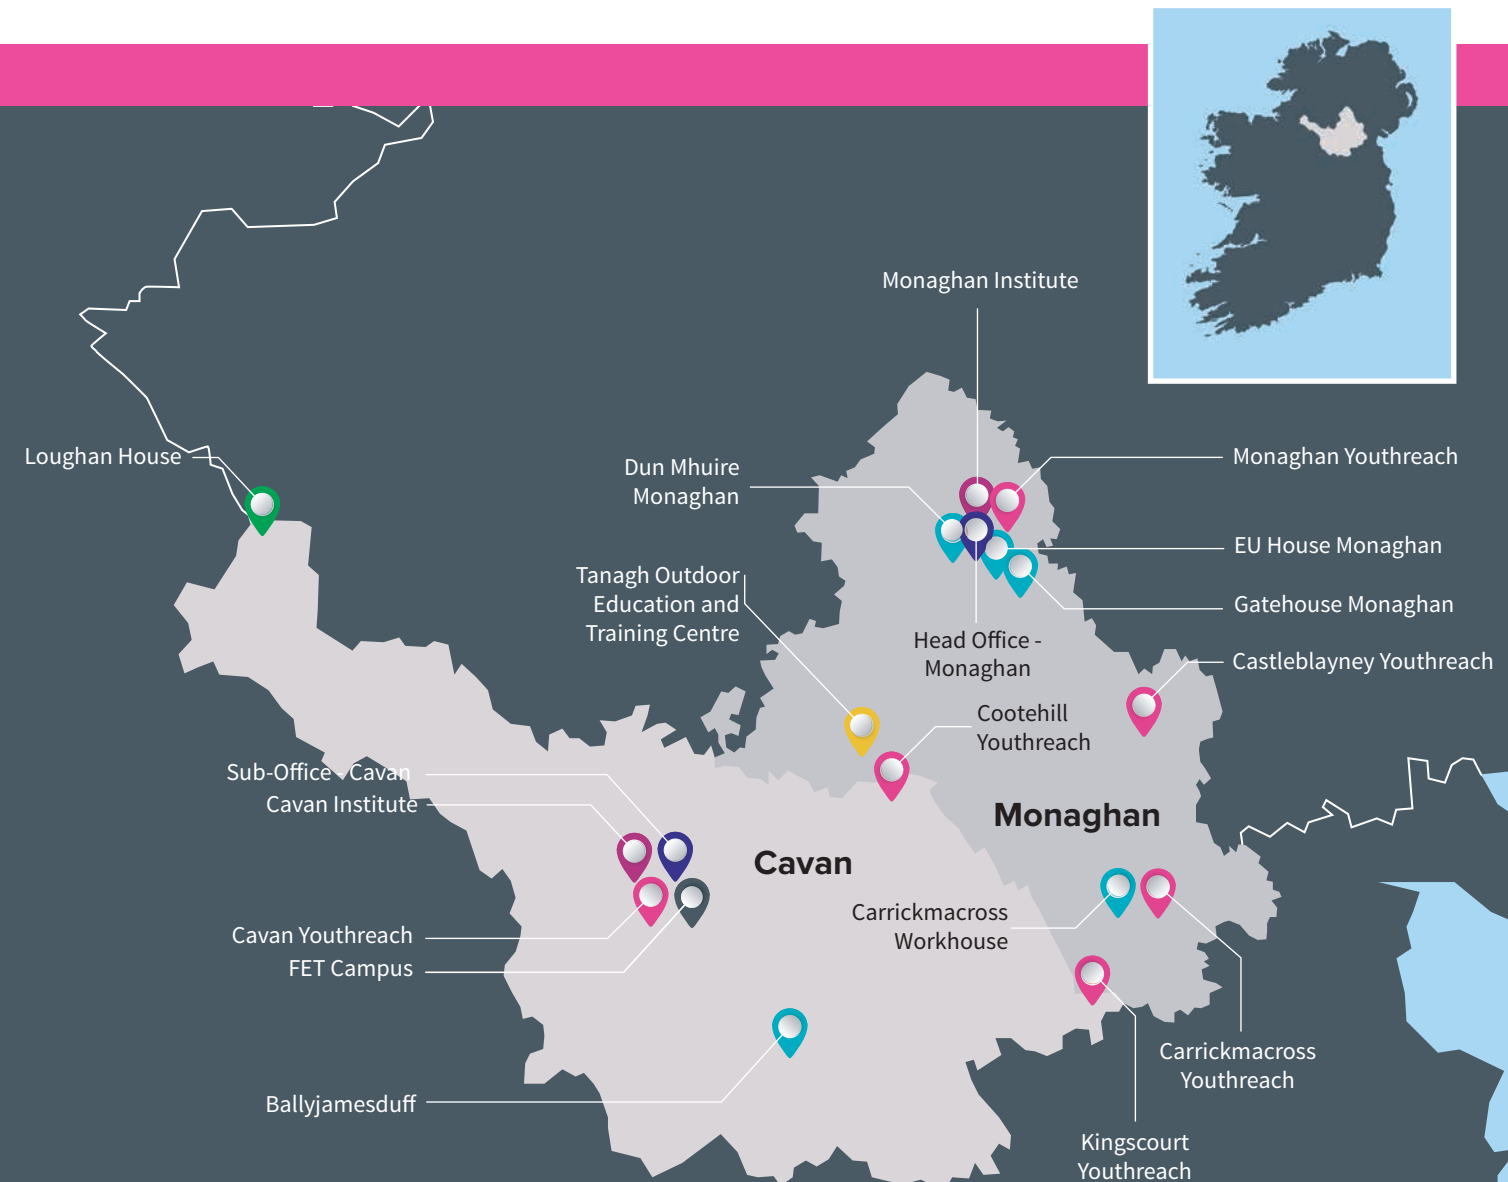 Monaghan Institute
Loughan House
Dun Mhuire
Monaghan
Monaghan Youthreach
EU House Monaghan
Tanagh Outdoor
Education and
Training Centre
Gatehouse Monaghan
Head Office -
Monaghan
Castleblayney Youthreach
Cootehill
Youthreach
Sub-Office - Cavan
Cavan Institute
Monaghan
Cavan
Carrickmacross
Workhouse
Cavan Youthreach
FET Campus
Carrickmacross
Youthreach
Ballyjamesduff
Kingscourt
Youthreach